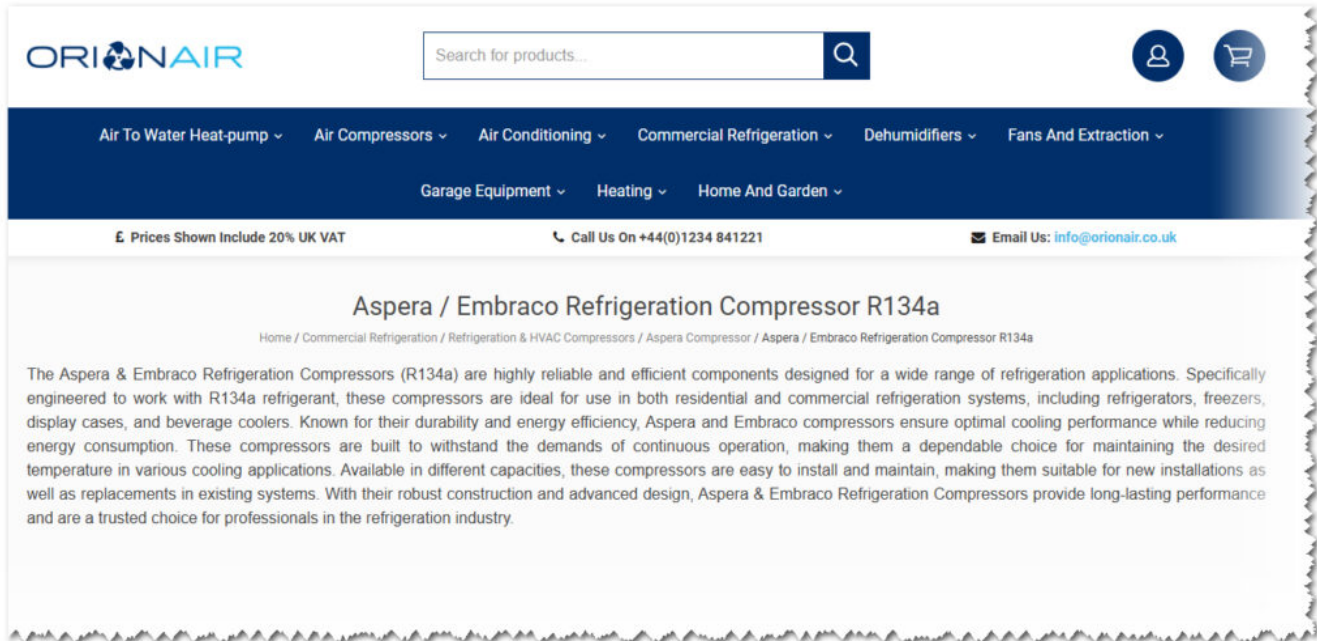 ORIONAIR
Search for products...
Air To Water Heat-pump
Air Compressors
Air Conditioning
Commercial Refrigeration
Dehumidifiers
Fans And Extraction
Garage Equipment
Heating
Home And Garden
£ Prices Shown Include 20% UK VAT
Call Us On +44(0)1234 841221
Email Us: info@orionair.co.uk
Aspera / Embraco Refrigeration Compressor R134a
Home / Commercial Refrigeration / Refrigeration & HVAC Compressors / Aspera Compressor / Aspera / Embraco Refrigeration Compressor R134a
The Aspera & Embraco Refrigeration Compressors (R134a) are highly reliable and efficient components designed for a wide range of refrigeration applications. Specifically
engineered to work with R134a refrigerant, these compressors are ideal for use in both residential and commercial refrigeration systems, including refrigerators, freezers,
display cases, and beverage coolers. Known for their durability and energy efficiency, Aspera and Embraco compressors ensure optimal cooling performance while reducing
energy consumption. These compressors are built to withstand the demands of continuous operation, making them a dependable choice for maintaining the desired
temperature in various cooling applications. Available in different capacities, these compressors are easy to install and maintain, making them suitable for new installations as
well as replacements in existing systems. With their robust construction and advanced design, Aspera & Embraco Refrigeration Compressors provide long-lasting performance
and are a trusted choice for professionals in the refrigeration industry.